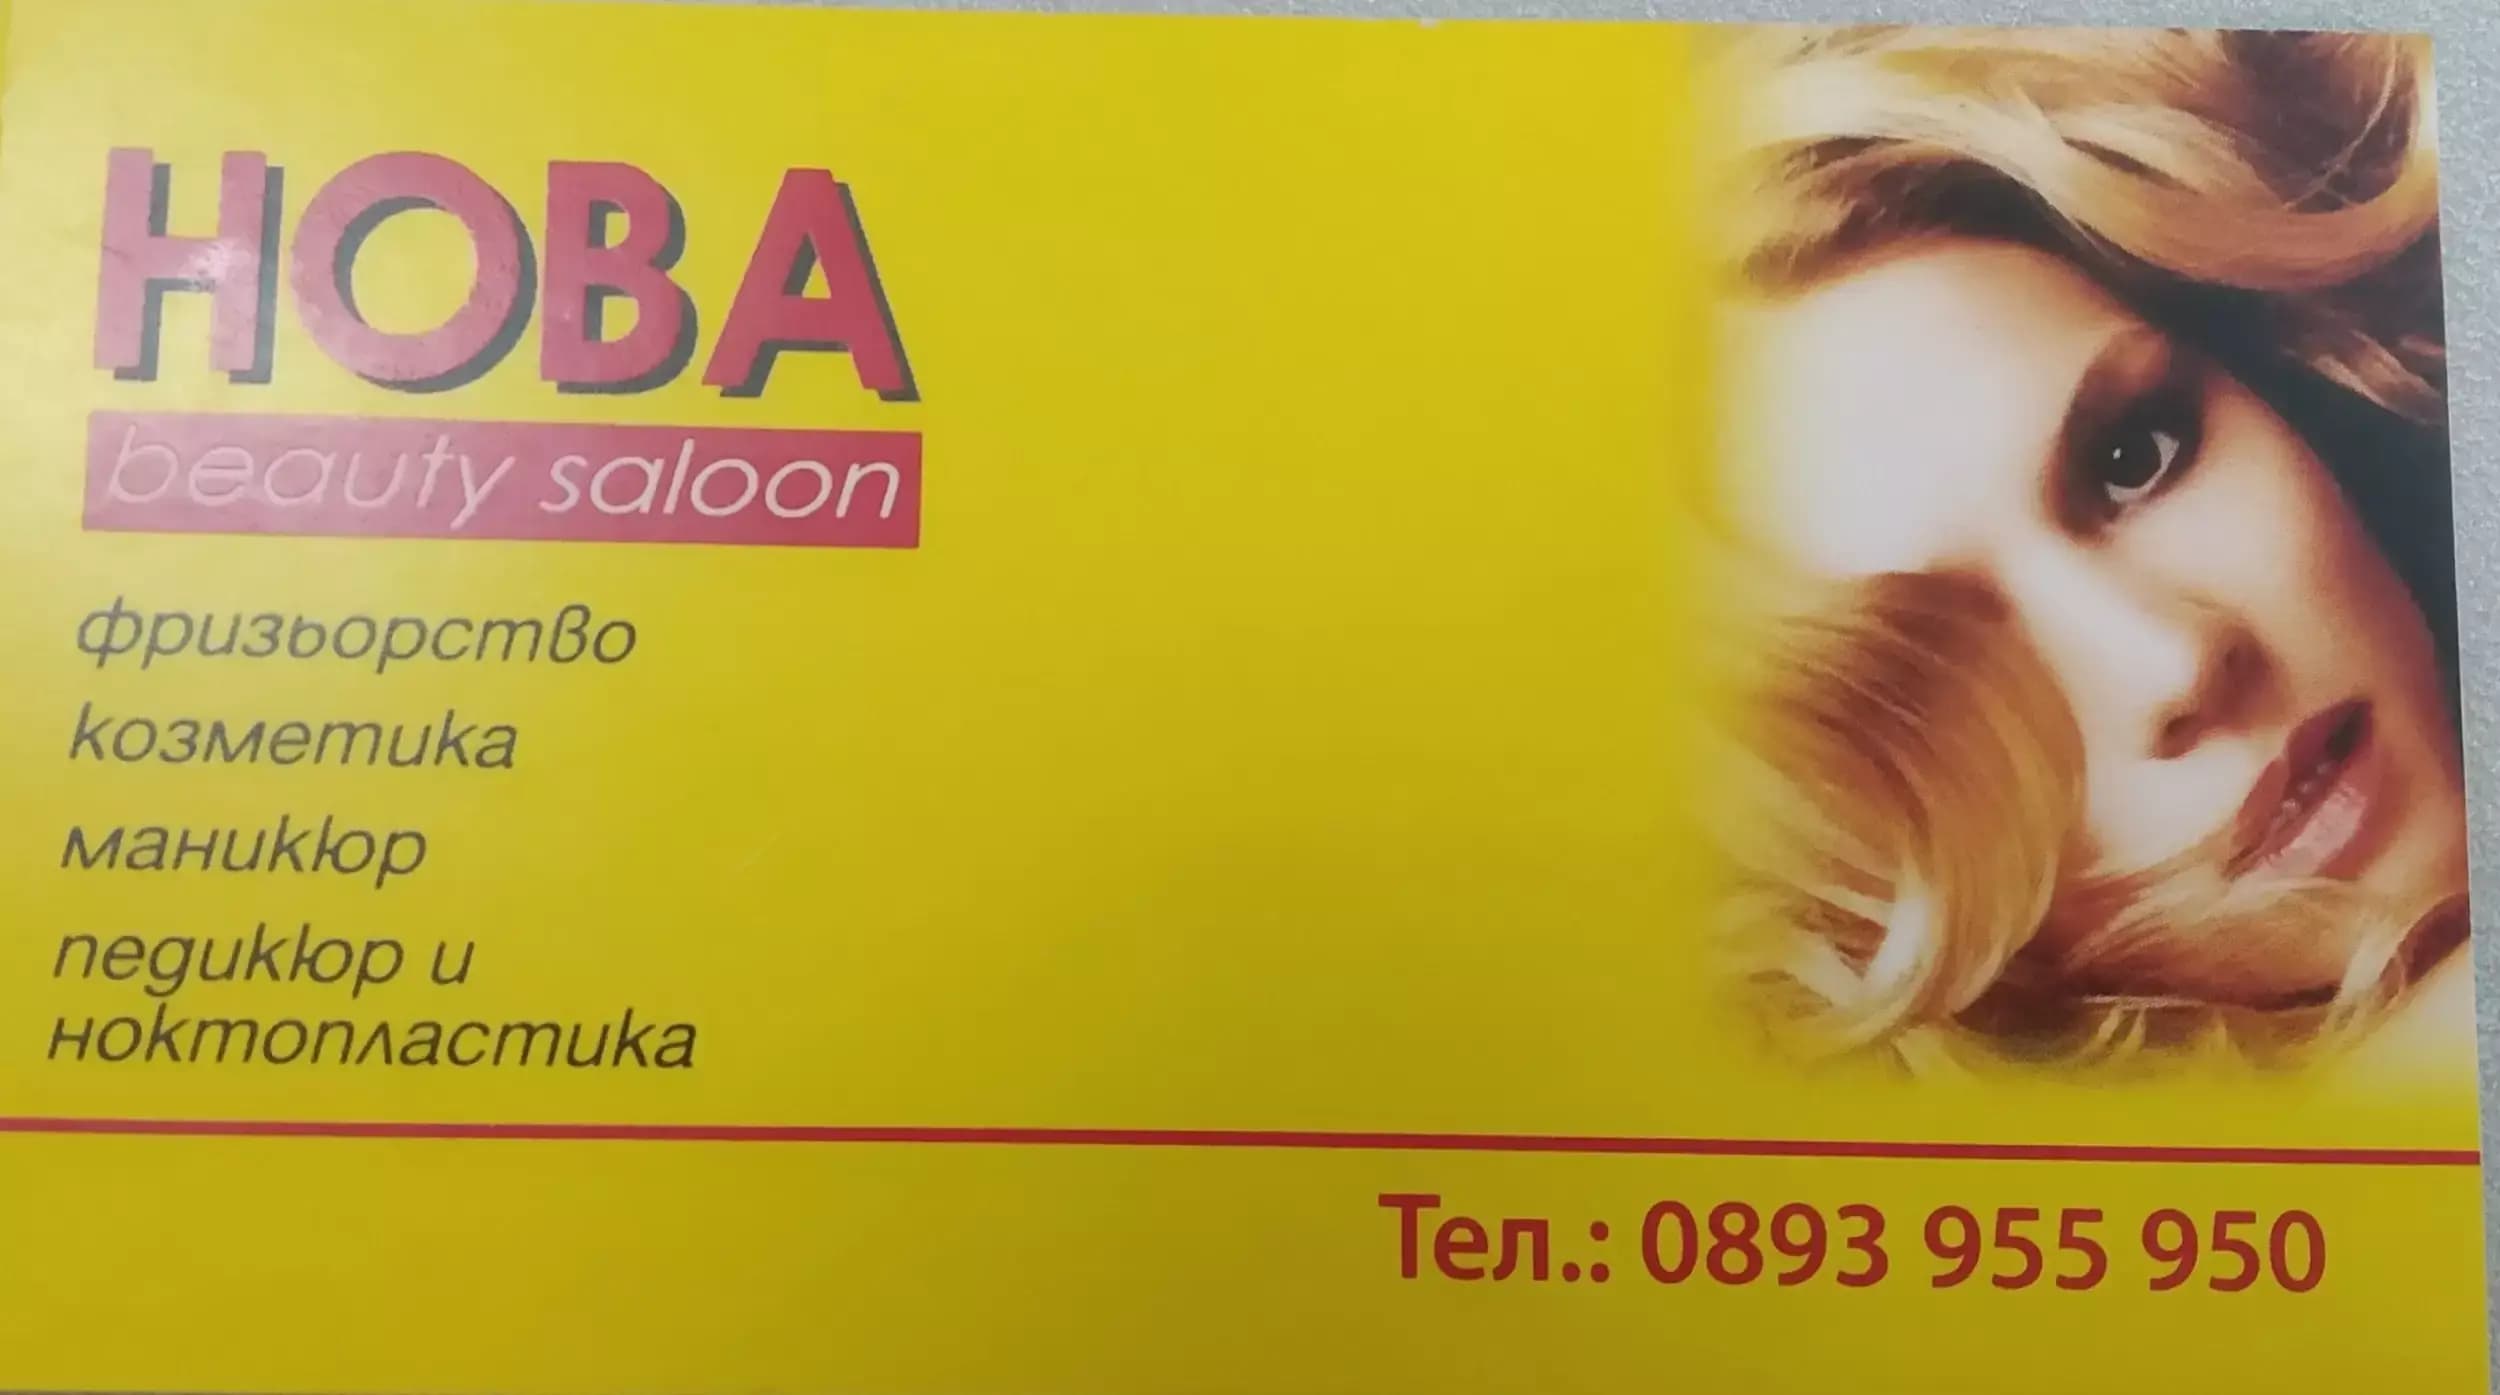 НОВА
beauty saloon
фризьорство
козметика
маникюр
педикюр и
ноктопластика
Тел.: 0893 955 950